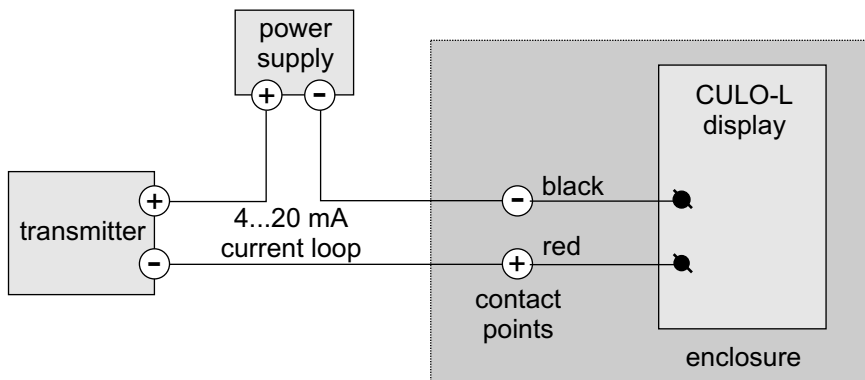 power
supply
+
-
CULO-L
display
transmitter
+
-
4...20 mA
current loop
-
black
+
red
contact
points
enclosure